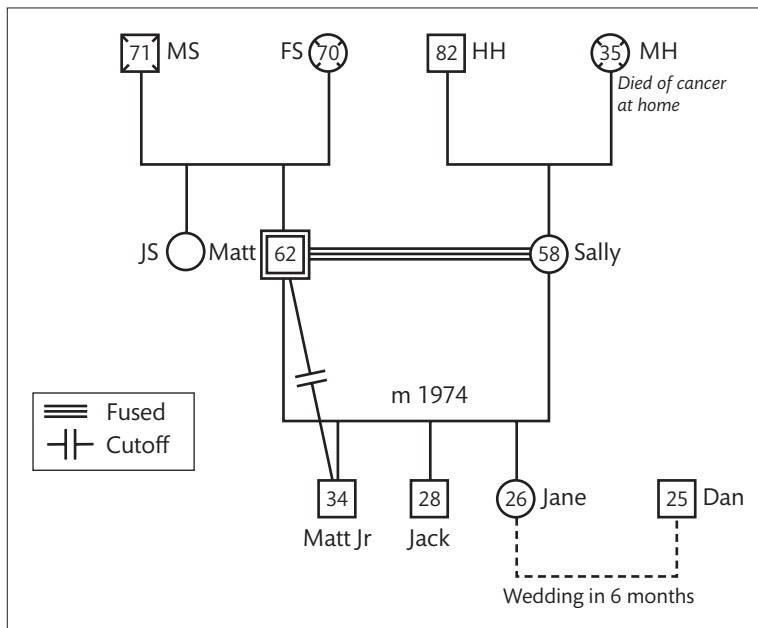 71 MS FS 70 82 HH 35 MH
Died of cancer
at home
JS Matt 62 58 Sally
m 1974
Fused
Cutoff
34 28 26 Jane 25 Dan
Matt Jr Jack
Wedding in 6 months